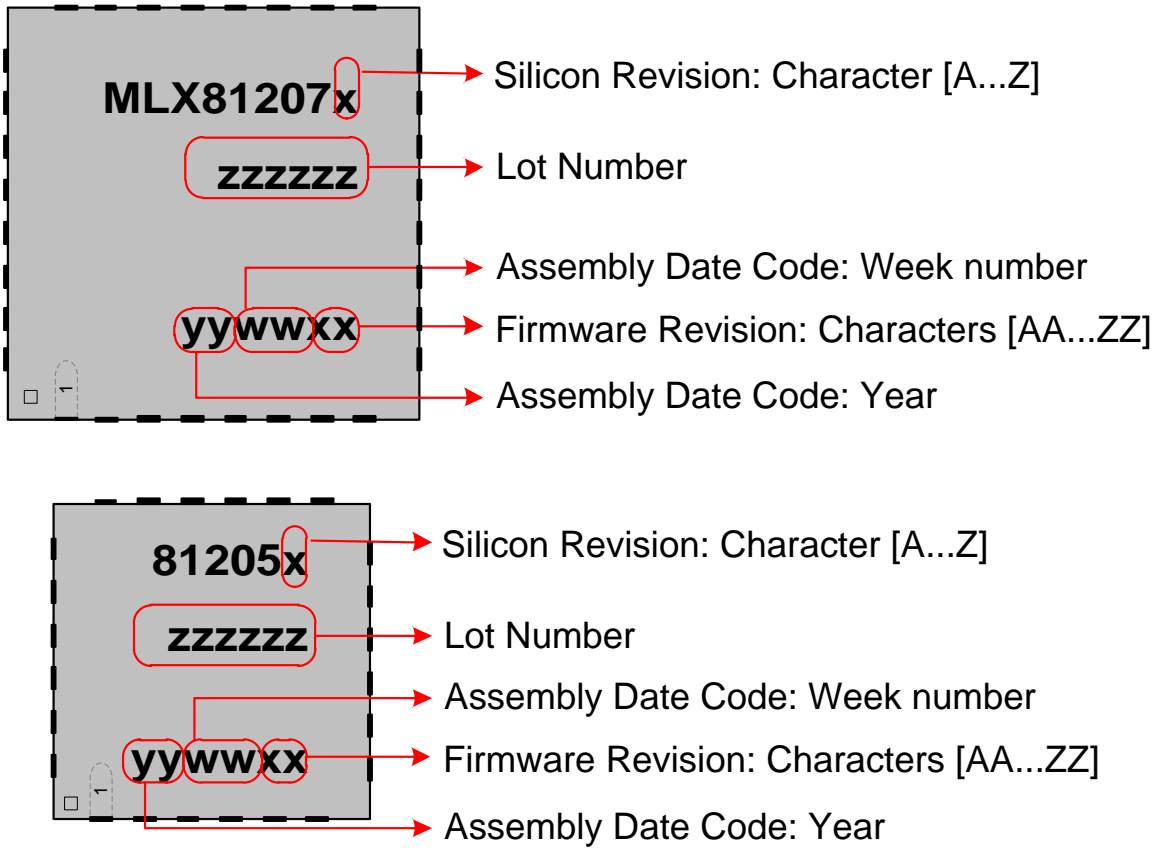 MLX81207x
Silicon Revision: Character [A...Z]
zzzzzz
Lot Number
Assembly Date Code: Week number
yywwxx
Firmware Revision: Characters [AA...ZZ]
1
Assembly Date Code: Year
81205x
Silicon Revision: Character [A...Z]
zzzzzz
Lot Number
Assembly Date Code: Week number
yywwxx
Firmware Revision: Characters [AA...ZZ]
1
Assembly Date Code: Year